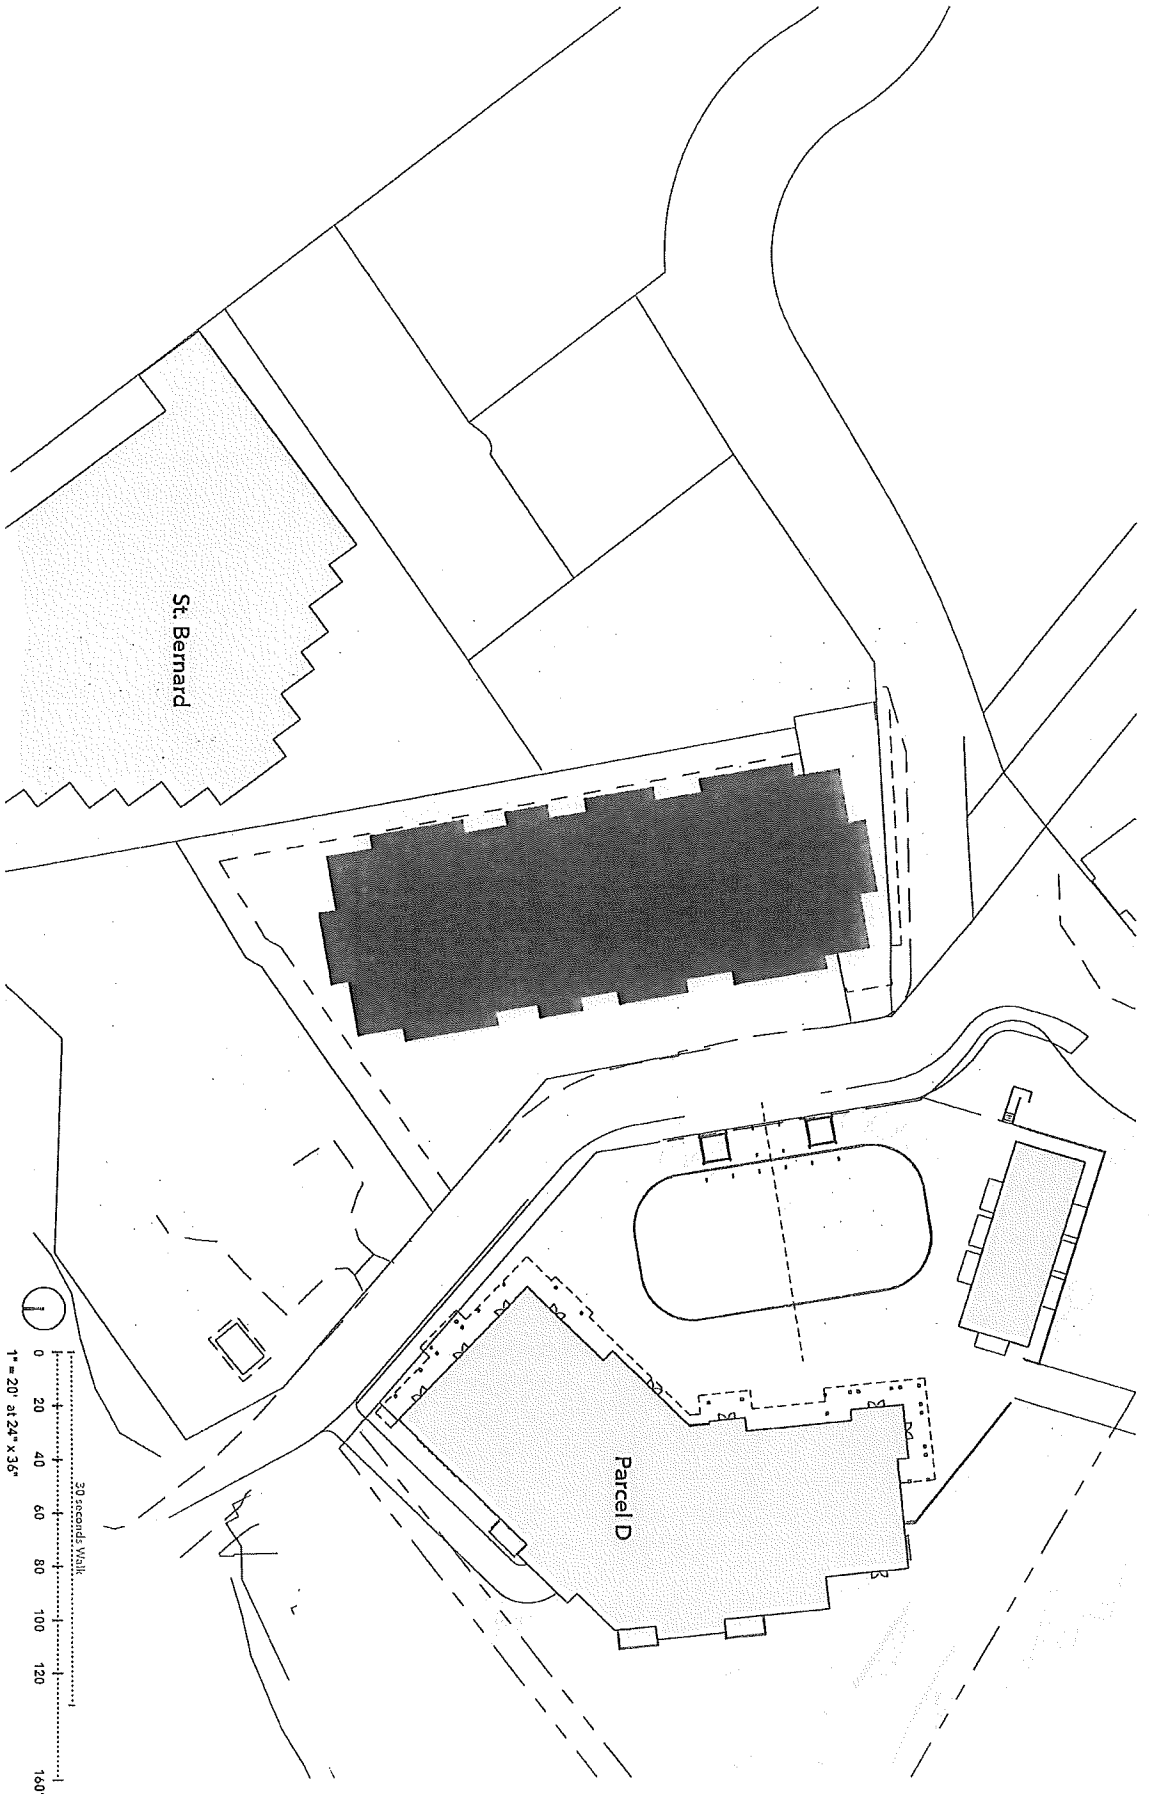 St. Bernard
Parcel D
30 seconds Walk
0 20 40 60 80 100 120 160'
1" = 20' at 24" x 36"